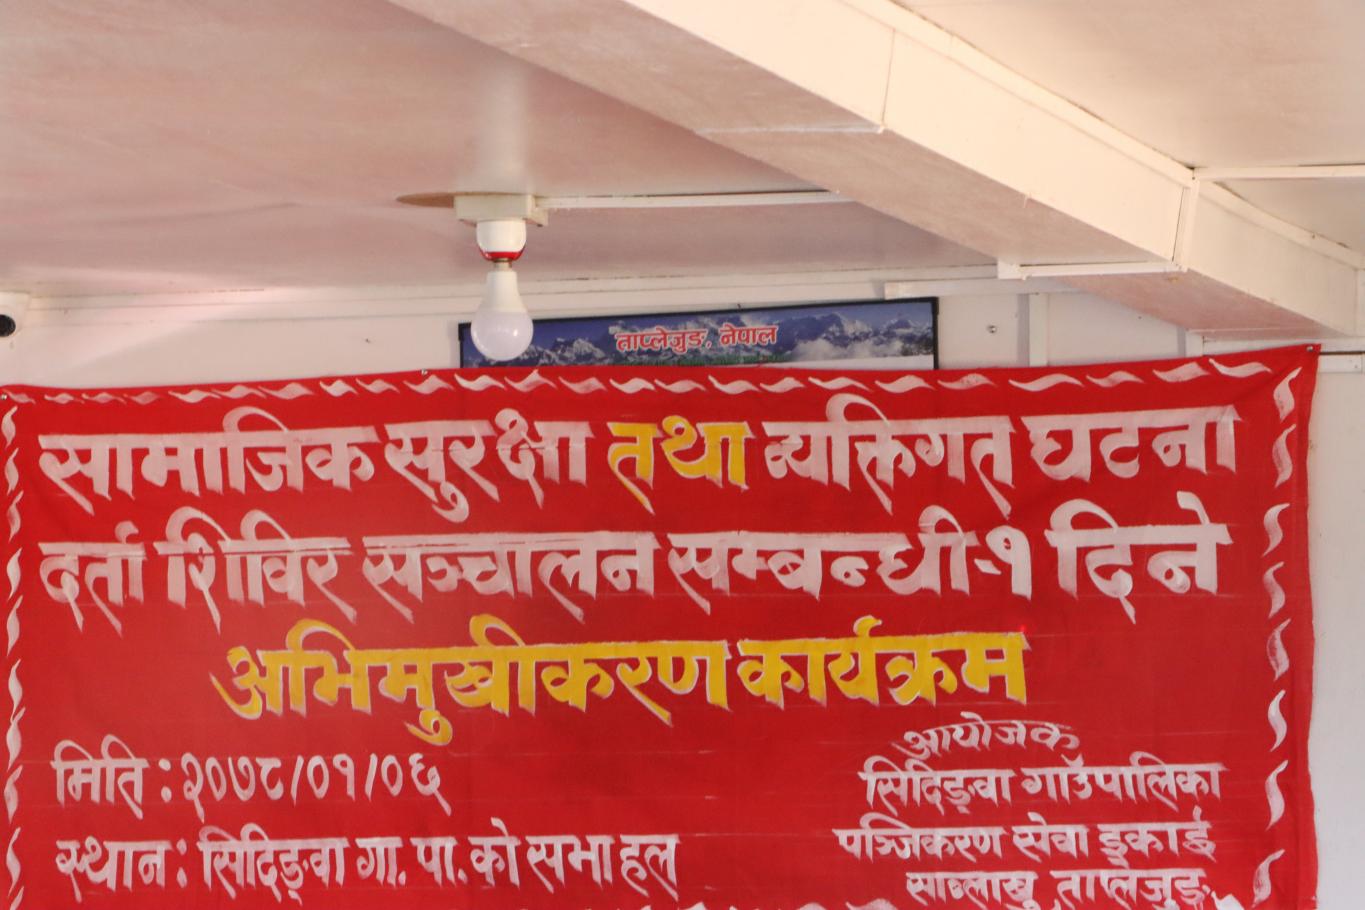 ताप्लेजुङ, नेपाल
सामाजिक सुरक्षा तथा व्यक्तिगत घटना
दर्ता शिविर सञ्चालन सम्बन्धी-१ दिने
अभिमुखीकरण कार्यक्रम
मिति : २०७८/०१/०६
स्थान : सिदिङ्वा गा. पा. को सभा हल
आयोजक
सिदिङ्वा गाउँपालिका
पञ्जिकरण सेवा इकाई
साब्लाखु ताप्लेजुङ